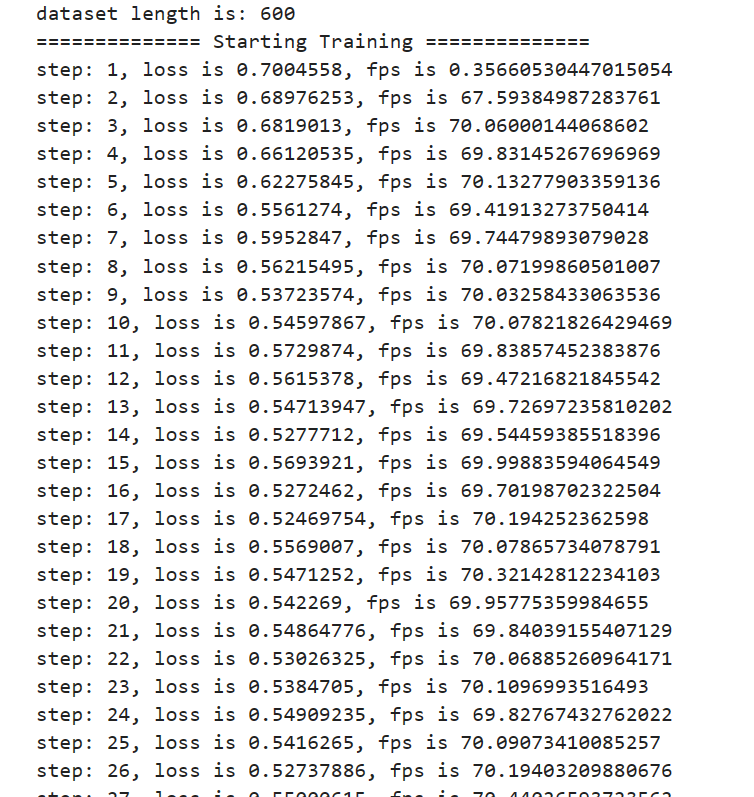 dataset length is: 600
============== Starting Training ==============
step: 1, loss is 0.7004558, fps is 0.35660530447015054
step: 2, loss is 0.68976253, fps is 67.59384987283761
step: 3, loss is 0.6819013, fps is 70.06000144068602
step: 4, loss is 0.66120535, fps is 69.83145267696969
step: 5, loss is 0.62275845, fps is 70.13277903359136
step: 6, loss is 0.5561274, fps is 69.41913273750414
step: 7, loss is 0.5952847, fps is 69.74479893079028
step: 8, loss is 0.56215495, fps is 70.07199860501007
step: 9, loss is 0.53723574, fps is 70.03258433063536
step: 10, loss is 0.54597867, fps is 70.07821826429469
step: 11, loss is 0.5729874, fps is 69.83857452383876
step: 12, loss is 0.5615378, fps is 69.47216821845542
step: 13, loss is 0.54713947, fps is 69.72697235810202
step: 14, loss is 0.5277712, fps is 69.54459385518396
step: 15, loss is 0.5693921, fps is 69.99883594064549
step: 16, loss is 0.5272462, fps is 69.70198702322504
step: 17, loss is 0.52469754, fps is 70.194252362598
step: 18, loss is 0.5569007, fps is 70.07865734078791
step: 19, loss is 0.5471252, fps is 70.32142812234103
step: 20, loss is 0.542269, fps is 69.95775359984655
step: 21, loss is 0.54864776, fps is 69.84039155407129
step: 22, loss is 0.53026325, fps is 70.06885260964171
step: 23, loss is 0.5384705, fps is 70.1096993516493
step: 24, loss is 0.54909235, fps is 69.82767432762022
step: 25, loss is 0.5416265, fps is 70.09073410085257
step: 26, loss is 0.52737886, fps is 70.19403209880676